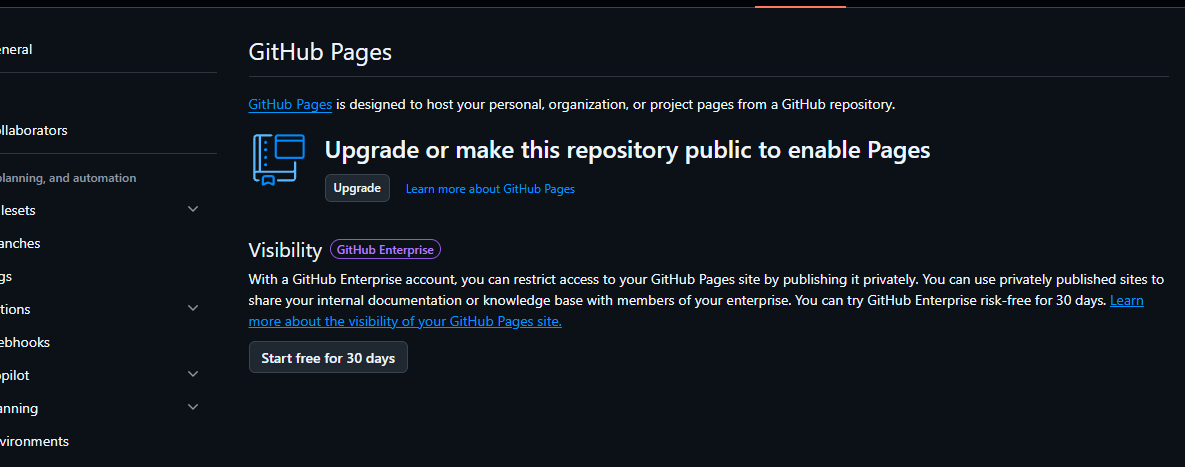 GitHub Pages
GitHub Pages is designed to host your personal, organization, or project pages from a GitHub repository.
Upgrade or make this repository public to enable Pages
Upgrade
Learn more about GitHub Pages
Visibility
GitHub Enterprise
With a GitHub Enterprise account, you can restrict access to your GitHub Pages site by publishing it privately. You can use privately published sites to
share your internal documentation or knowledge base with members of your enterprise. You can try GitHub Enterprise risk-free for 30 days. Learn
more about the visibility of your GitHub Pages site.
Start free for 30 days
eneral
ollaborators
planning, and automation
lesets
anches
gs
tions
ebhooks
opilot
anning
vironments